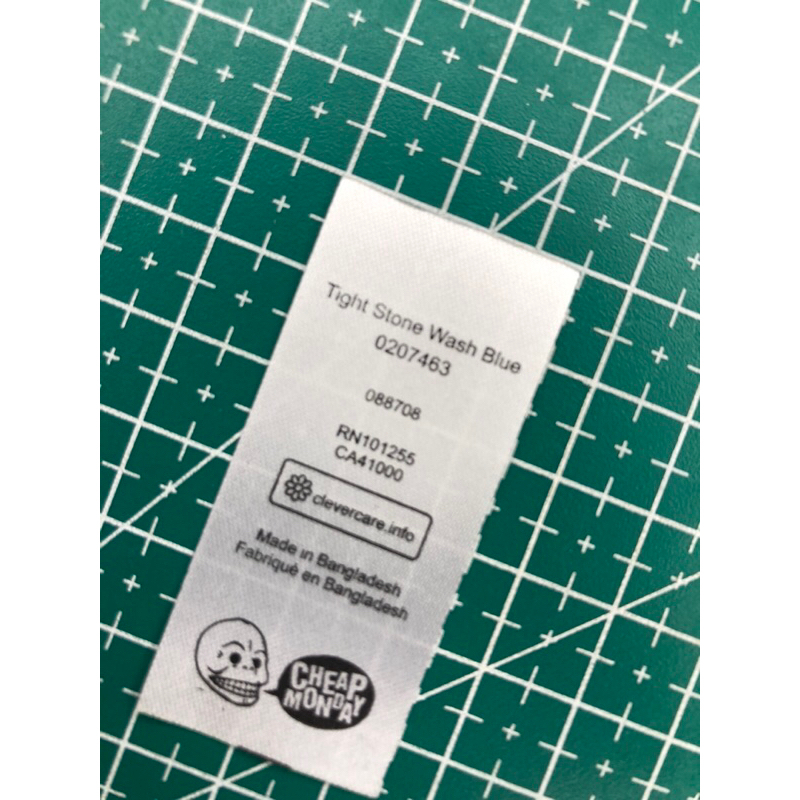 Tight Stone Wash Blue
0207463
088708
RN101255
CA41000
clevercare.info
Made in Bangladesh
Fabriqué en Bangladesh
CHEAP
MONDAY